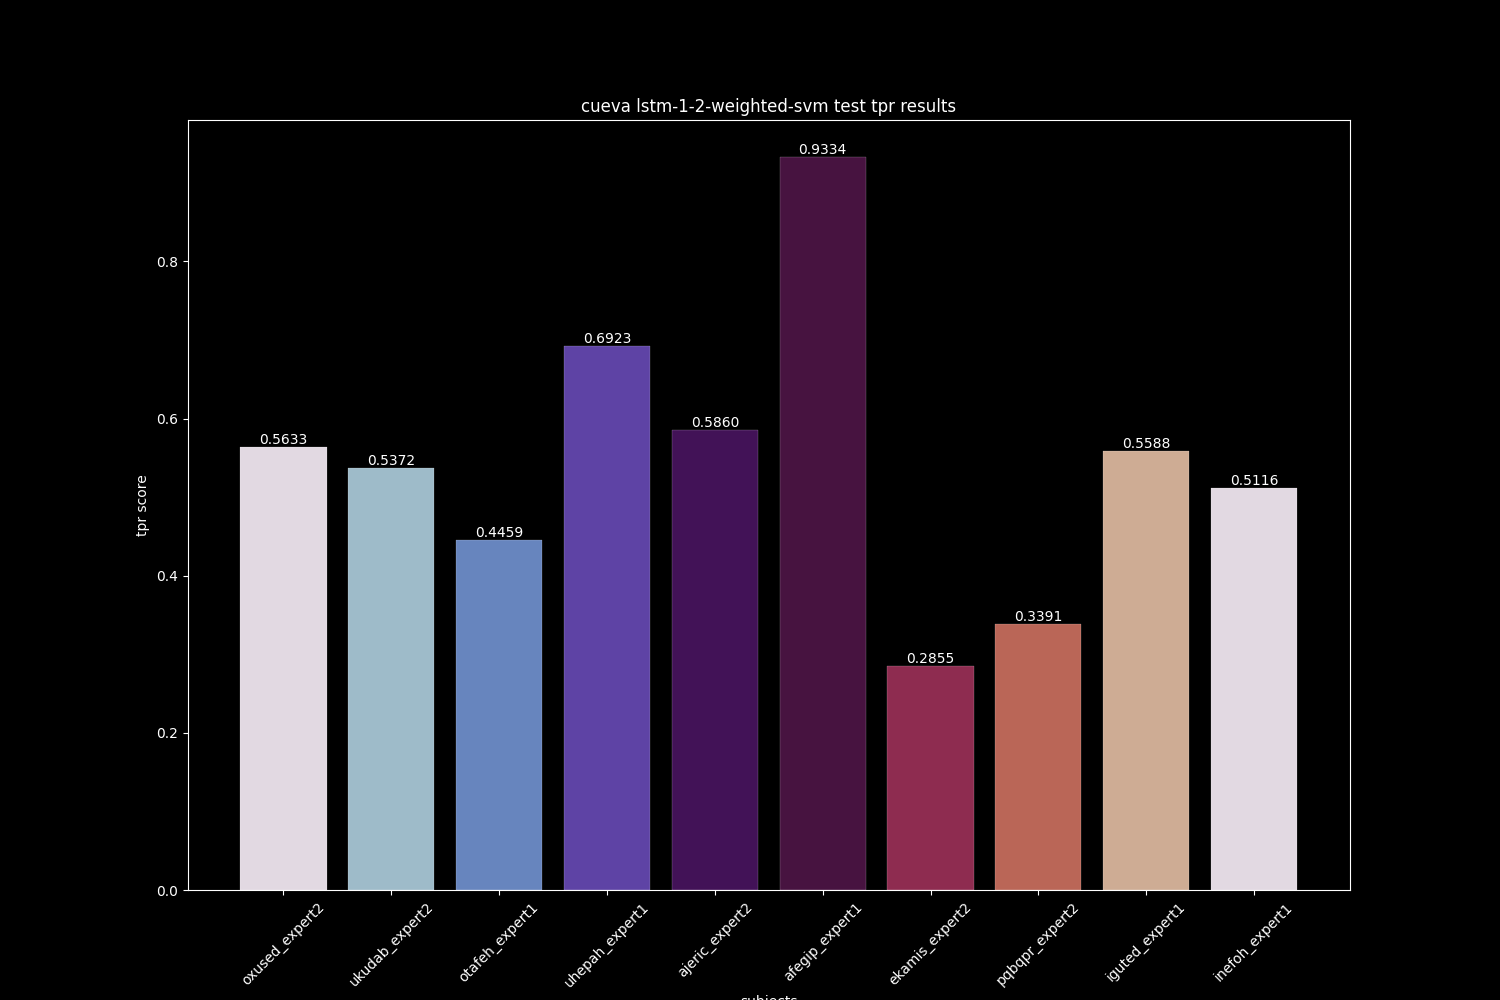 cueva lstm-1-2-weighted-svm test tpr results
0.9334
0.8
0.6923
0.6
0.5860
0.5633
0.5588
0.5372
0.5116
tpr score
0.4459
0.4
0.3391
0.2855
0.2
0.0
oxused_expert2
ukudab_expert2
otafeh_expert1
uhepah_expert1
ajeric_expert2
afegip_expert1
ekamis_expert2
pqbqpr_expert2
iguted_expert1
inefoh_expert1
subjects